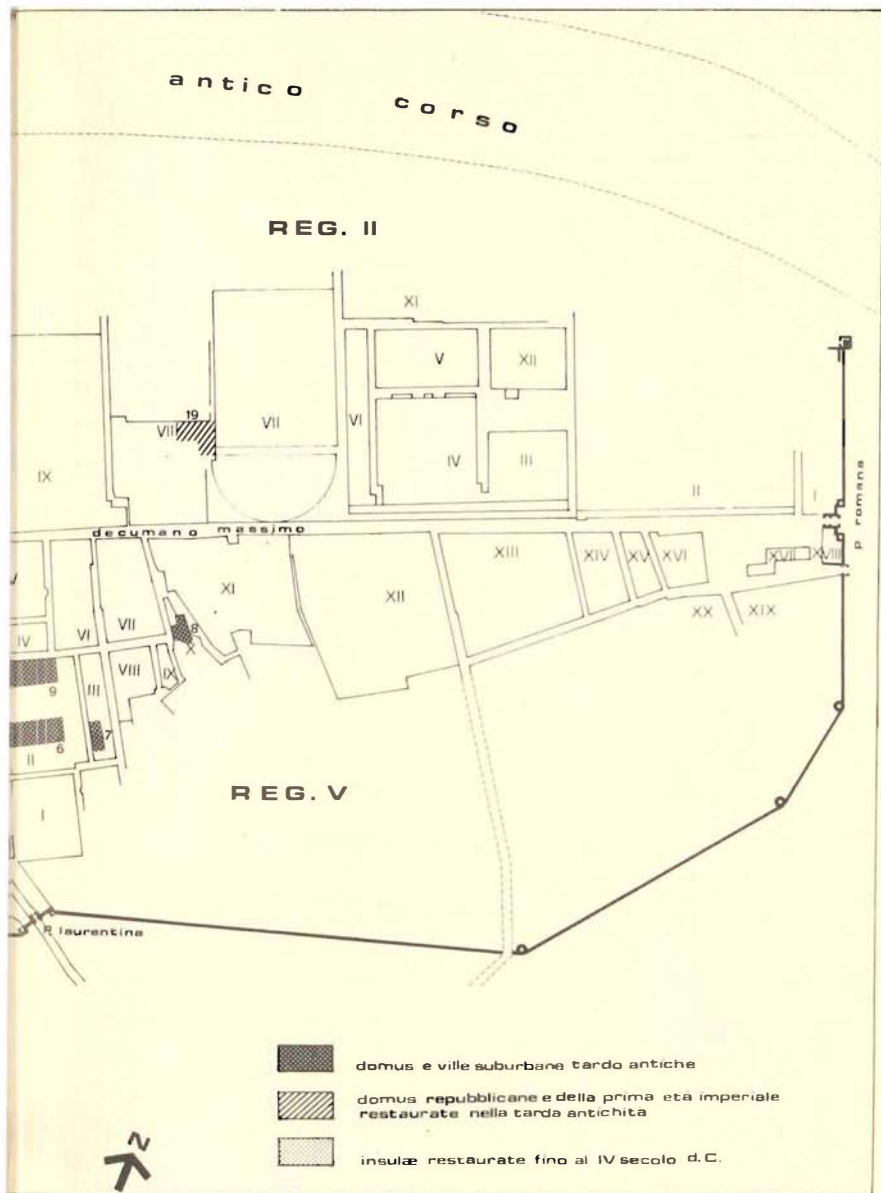 antico corso
REG. II
XI
V
XII
VI
VII
19
VII
IV
III
IX
II
I
p romana
decumano massimo
V
XI
XII
XIII
XIV
XV
XVI
XVII
XVIII
IV
VI
VII
8
X
XX
XIX
9
III
VIII
IX
6
7
II
REG. V
I
P. laurentina
domus e ville suburbane tardo antiche
domus repubblicane e della prima età imperiale
restaurate nella tarda antichita
insulæ restaurate fino al IV secolo d.C.
N